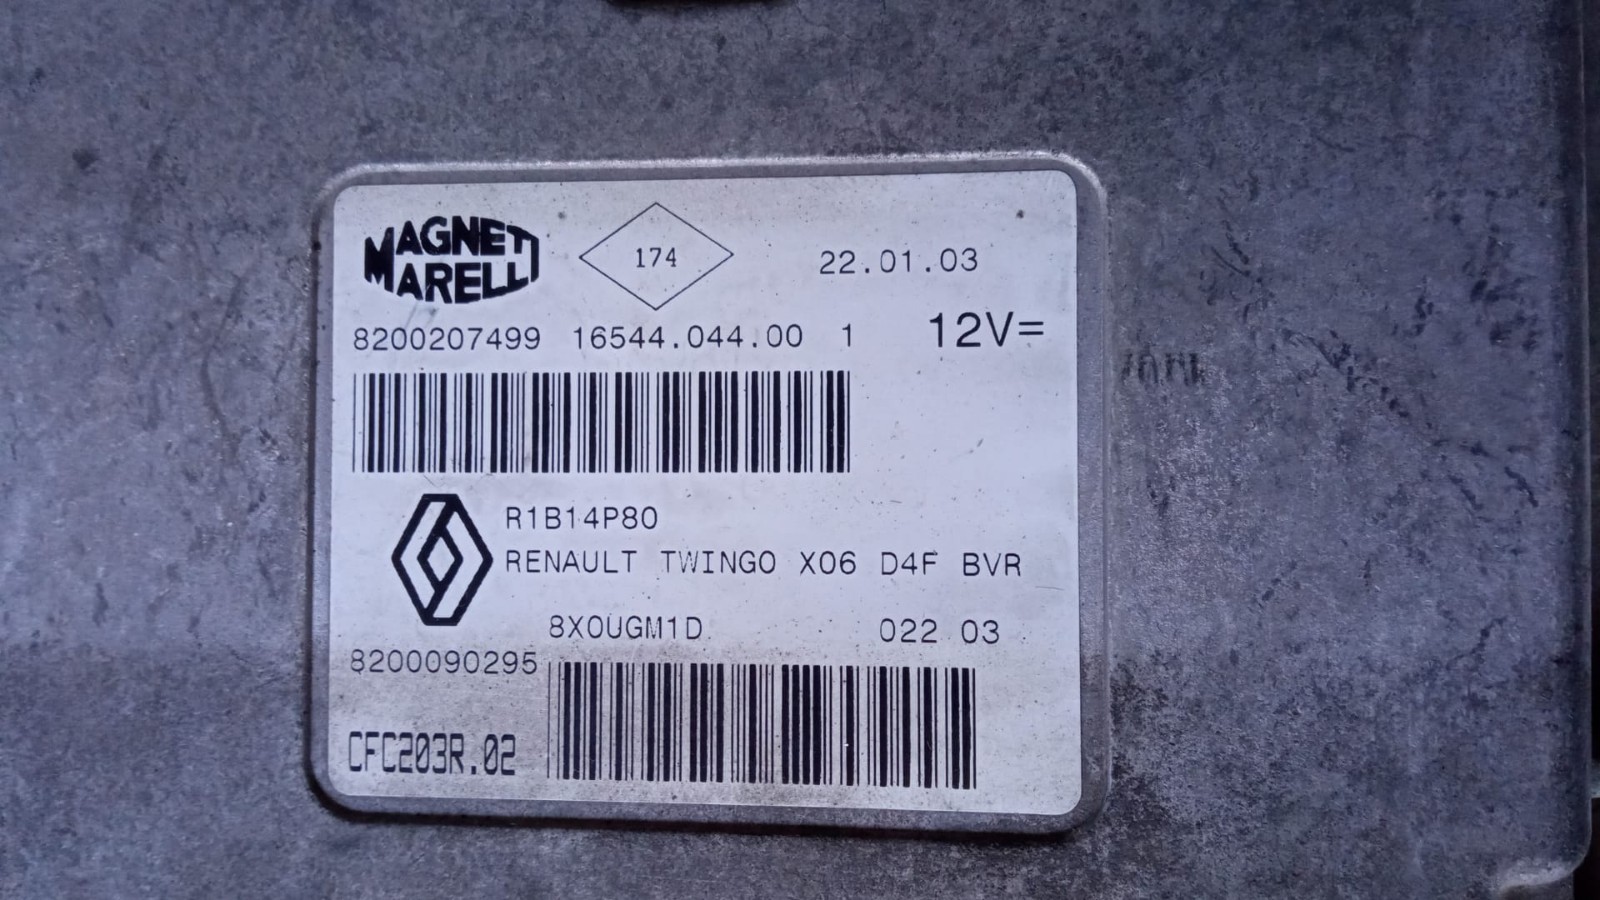 MAGNETI
MARELLI
174
22.01.03
8200207499 16544.044.00 1 12V=
R1B14P80
RENAULT TWINGO X06 D4F BVR
8X0UGM1D 022 03
8200090295
CFC203R.02